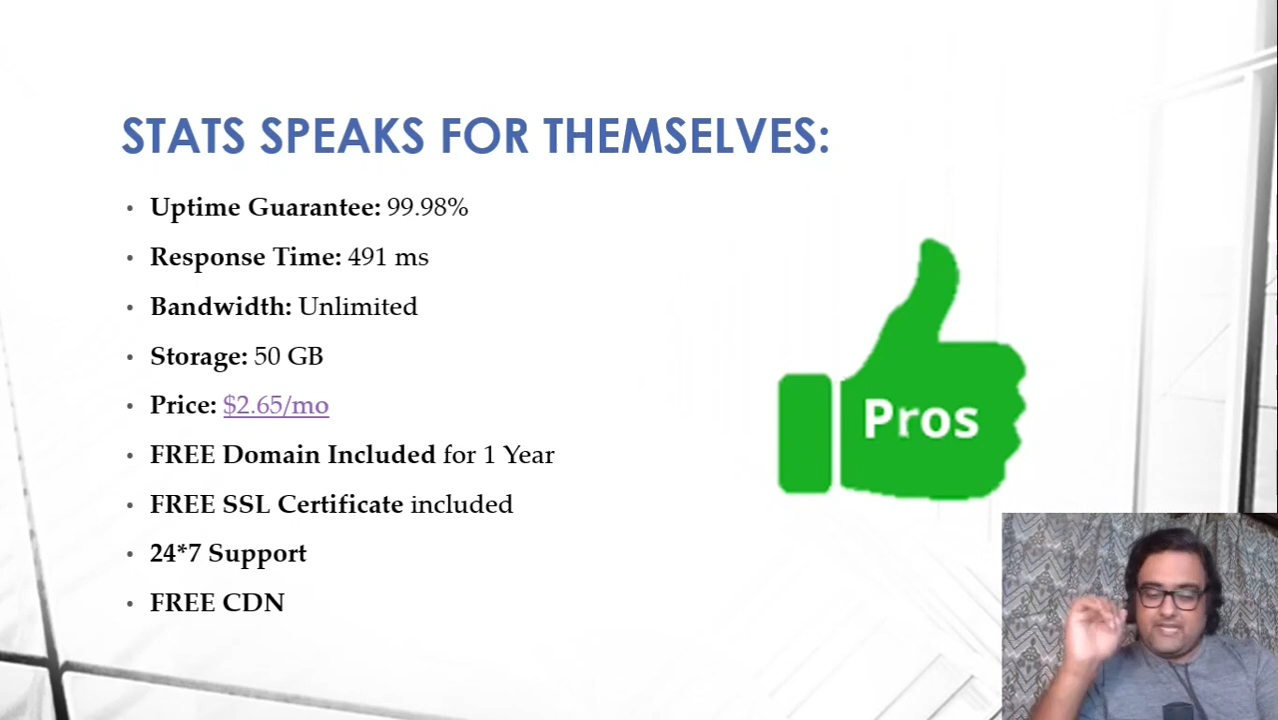 STATS SPEAKS FOR THEMSELVES:
• Uptime Guarantee: 99.98%
• Response Time: 491 ms
• Bandwidth: Unlimited
• Storage: 50 GB
• Price: $2.65/mo
• FREE Domain Included for 1 Year
• FREE SSL Certificate included
• 24*7 Support
• FREE CDN
Pros